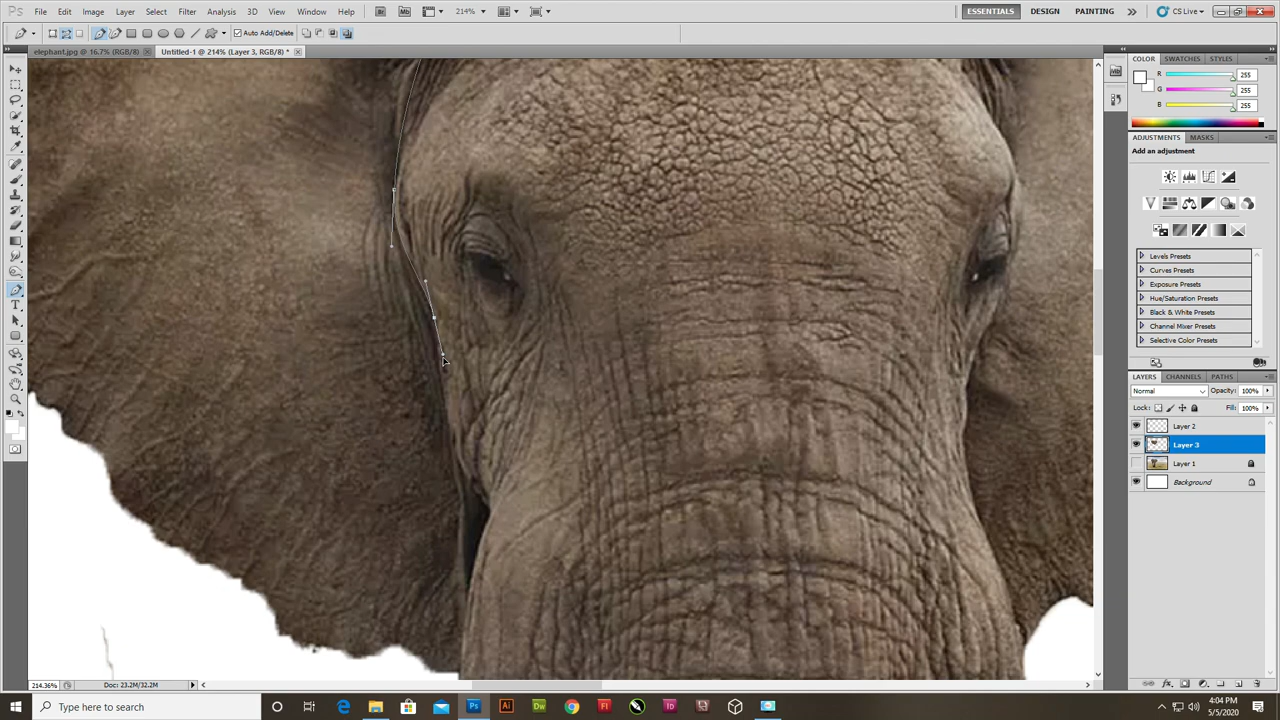 File Edit Image Layer Select Filter Analysis 3D View Window Help 214% ESSENTIALS DESIGN PAINTING CS Live
Auto Add/Delete
elephant.jpg @ 16.7% (RGB/8) Untitled-1 @ 214% (Layer 3, RGB/8) *
COLOR SWATCHES STYLES
R 255
G 255
B 255
ADJUSTMENTS MASKS
Add an adjustment
Levels Presets
Curves Presets
Exposure Presets
Hue/Saturation Presets
Black & White Presets
Channel Mixer Presets
Selective Color Presets
LAYERS CHANNELS PATHS
Normal Opacity: 100%
Lock: Fill: 100%
Layer 2
Layer 3
Layer 1
Background
214.36% Doc: 23.2M/32.2M
Type here to search
4:04 PM
5/5/2020